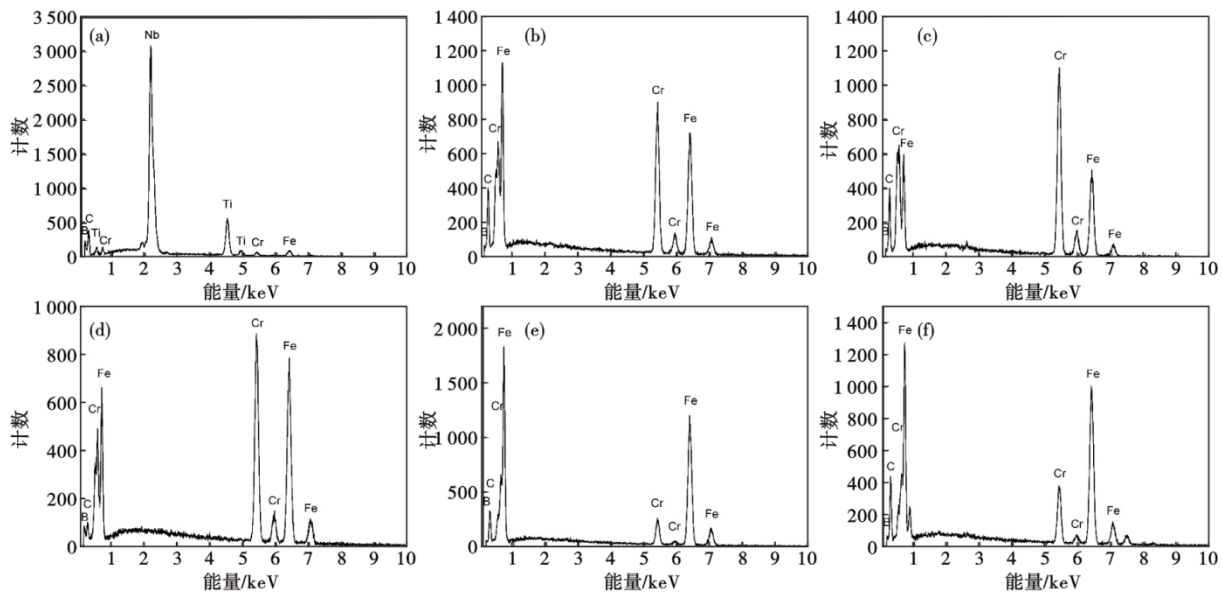 (a)
3 500
3 000
2 500
2 000
1 500
1 000
500
0
计数
Nb
B
C
Ti
Cr
Ti
Ti
Cr
Fe
1 2 3 4 5 6 7 8 9 10
能量/keV
(b)
1 400
1 200
1 000
800
600
400
200
0
计数
B
C
Cr
Fe
Cr
Cr
Fe
Fe
1 2 3 4 5 6 7 8 9 10
能量/keV
(c)
1 400
1 200
1 000
800
600
400
200
0
计数
B
C
Cr
Fe
Cr
Cr
Fe
Fe
1 2 3 4 5 6 7 8 9 10
能量/keV
(d)
1 000
800
600
400
200
0
计数
B
C
Cr
Fe
Cr
Cr
Fe
Fe
1 2 3 4 5 6 7 8 9 10
能量/keV
(e)
2 000
1 500
1 000
500
0
计数
B
C
Cr
Fe
Cr
Cr
Fe
Fe
1 2 3 4 5 6 7 8 9 10
能量/keV
(f)
1 400
1 200
1 000
800
600
400
200
0
计数
B
C
Cr
Fe
Cr
Cr
Fe
Fe
1 2 3 4 5 6 7 8 9 10
能量/keV